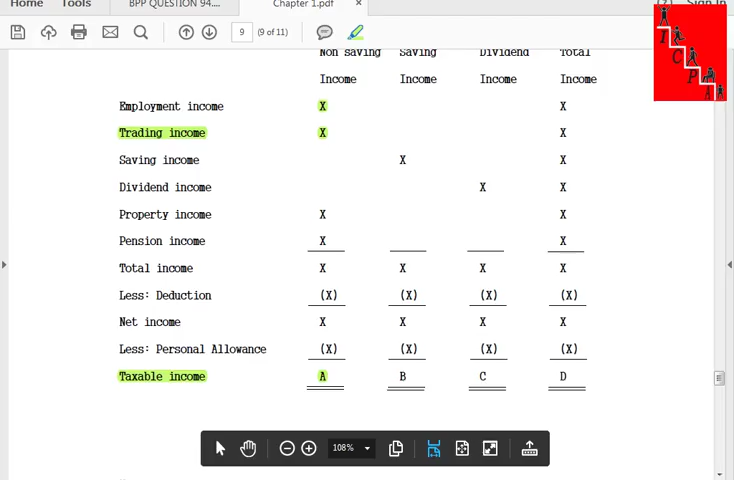 Home Tools BPP QUESTION 94.... Chapter 1.pdf × Sign In
9 (9 of 11)
Non saving Saving Dividend Total
Income Income Income Income
Employment income X X
Trading income X X
Saving income X X
Dividend income X X
Property income X X
Pension income X X
Total income X X X X
Less: Deduction (X) (X) (X) (X)
Net income X X X X
Less: Personal Allowance (X) (X) (X) (X)
Taxable income A B C D
108%
I
C
P
A